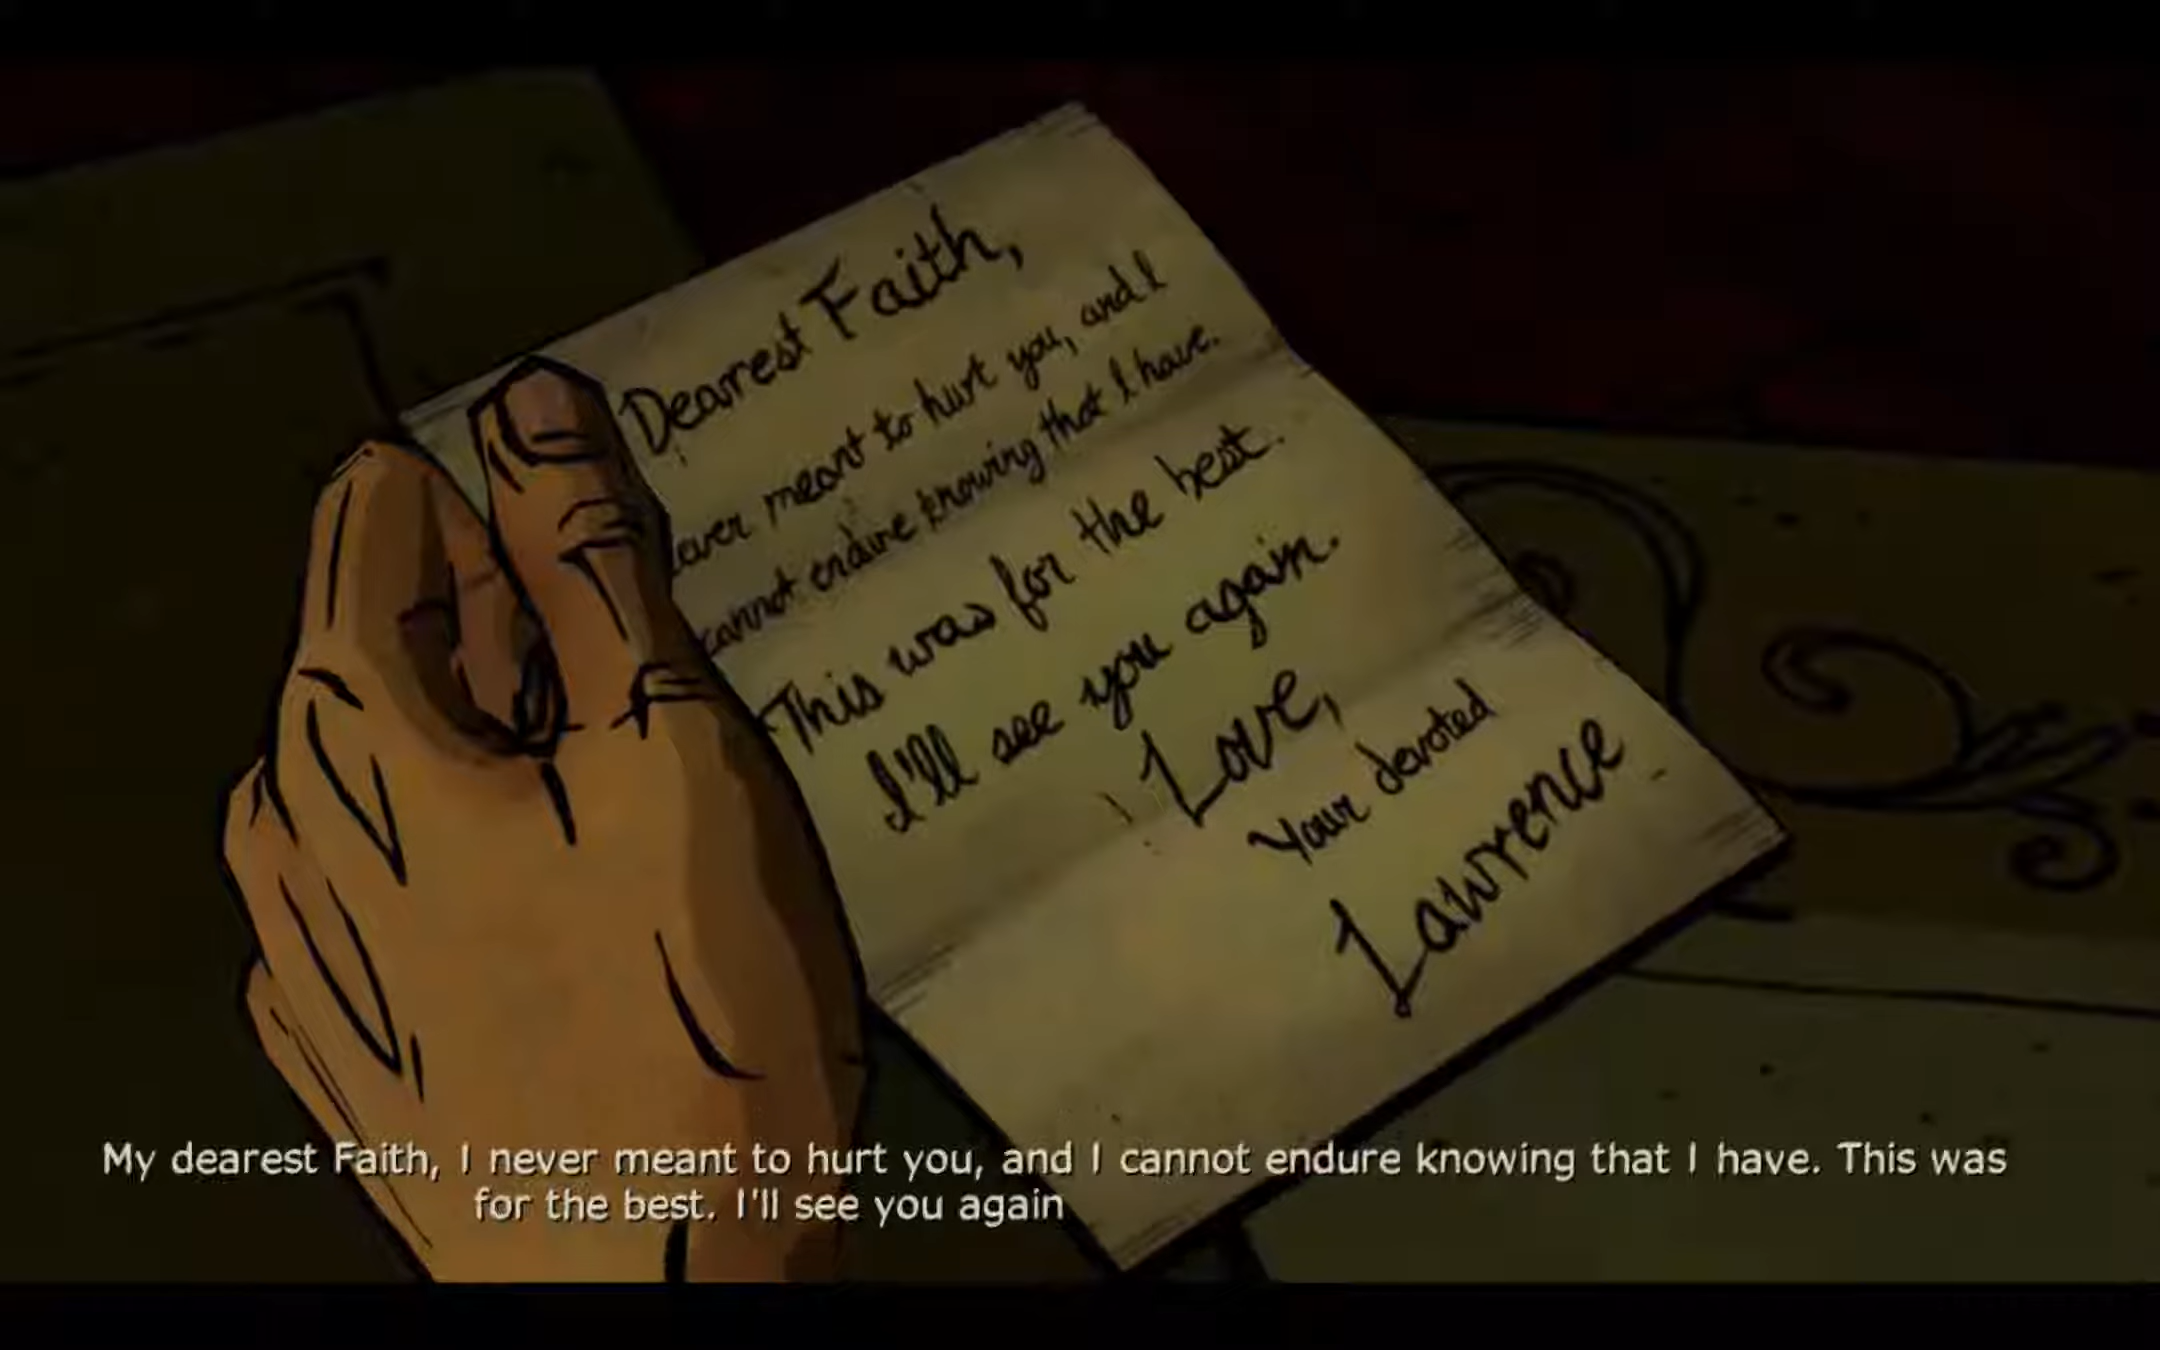 Dearest Faith,
never meant to hurt you, and I
cannot endure knowing that I have.
This was for the best.
I'll see you again.
Love,
Your devoted
Lawrence
My dearest Faith, I never meant to hurt you, and I cannot endure knowing that I have. This was
for the best. I'll see you again